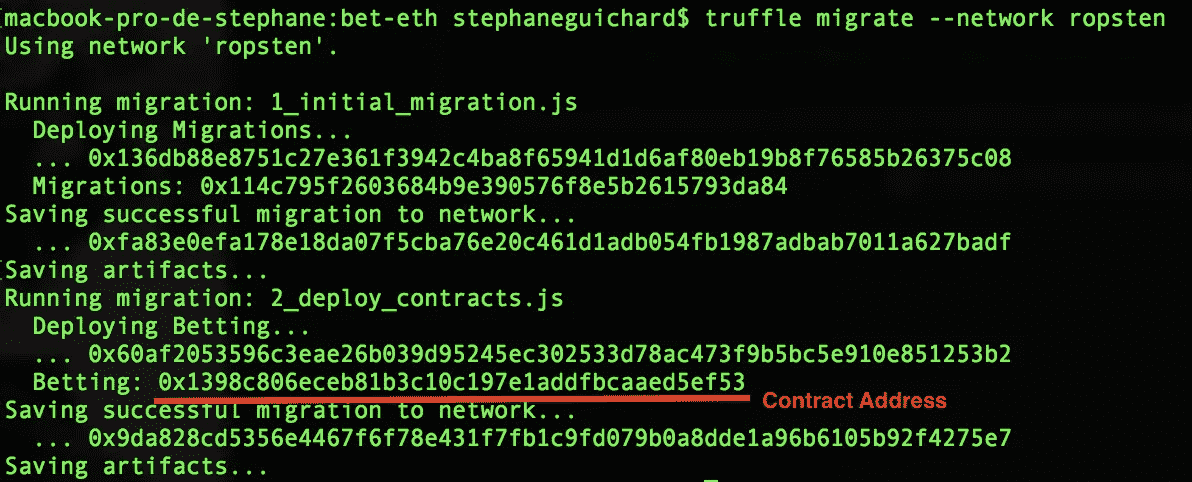 macbook-pro-de-stephane:bet-eth stephaneguichard$ truffle migrate --network ropsten
Using network 'ropsten'.
Running migration: 1_initial_migration.js
Deploying Migrations...
... 0x136db88e8751c27e361f3942c4ba8f65941d1d6af80eb19b8f76585b26375c08
Migrations: 0x114c795f2603684b9e390576f8e5b2615793da84
Saving successful migration to network...
... 0xfa83e0efa178e18da07f5cba76e20c461d1adb054fb1987adbab7011a627badf
Saving artifacts...
Running migration: 2_deploy_contracts.js
Deploying Betting...
... 0x60af2053596c3eae26b039d95245ec302533d78ac473f9b5bc5e910e851253b2
Betting: 0x1398c806eceb81b3c10c197e1addfbcaaed5ef53
Contract Address
Saving successful migration to network...
... 0x9da828cd5356e4467f6f78e431f7fb1c9fd079b0a8dde1a96b6105b92f4275e7
Saving artifacts...